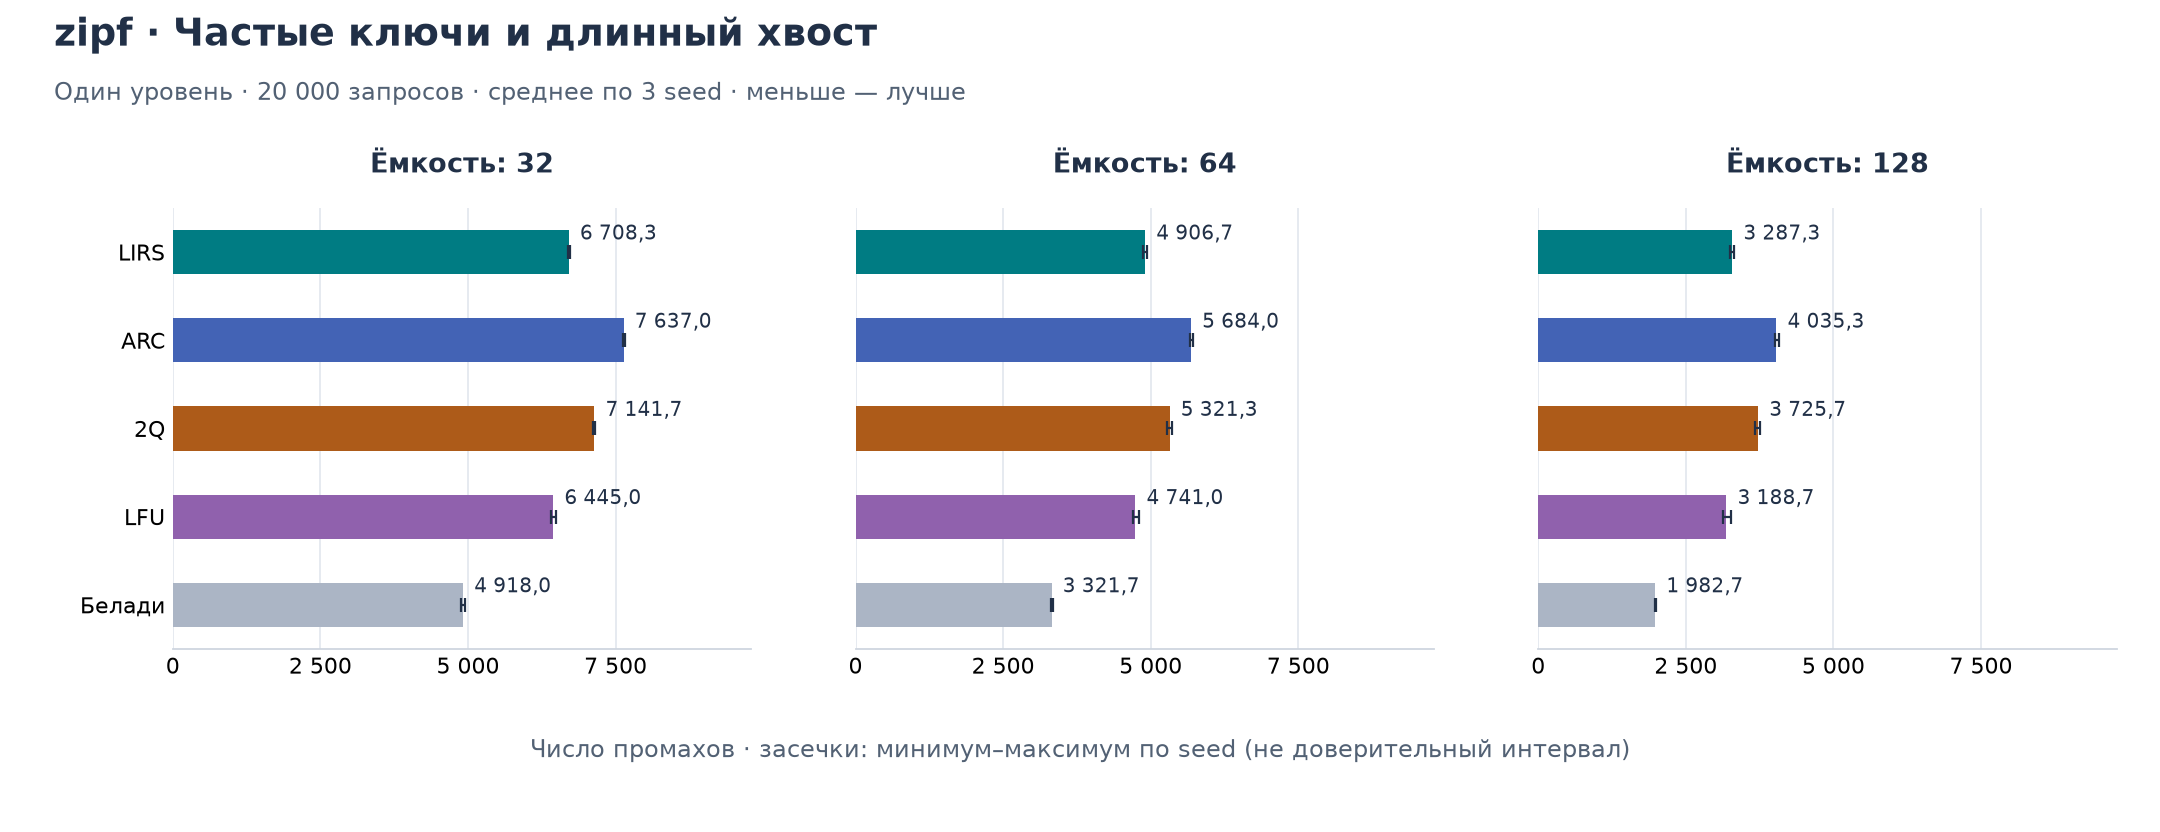 zipf · Частые ключи и длинный хвост
Один уровень · 20 000 запросов · среднее по 3 seed · меньше — лучше
Ёмкость: 32
LIRS
6 708,3
ARC
7 637,0
2Q
7 141,7
LFU
6 445,0
Белади
4 918,0
0 2 500 5 000 7 500
Ёмкость: 64
4 906,7
5 684,0
5 321,3
4 741,0
3 321,7
0 2 500 5 000 7 500
Ёмкость: 128
3 287,3
4 035,3
3 725,7
3 188,7
1 982,7
0 2 500 5 000 7 500
Число промахов · засечки: минимум–максимум по seed (не доверительный интервал)